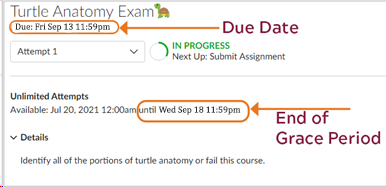 Turtle Anatomy Exam🐢
Due: Fri Sep 13 11:59pm
Due Date
Attempt 1
IN PROGRESS
Next Up: Submit Assignment
Unlimited Attempts
Available: Jul 20, 2021 12:00am until Wed Sep 18 11:59pm
End of
Grace Period
Details
Identify all of the portions of turtle anatomy or fail this course.